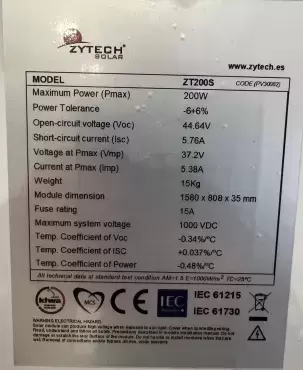 ZYTECH
SOLAR
www.zytech.es
MODEL ZT200S CODE (PV30002)
Maximum Power (Pmax) 200W
Power Tolerance -6+6%
Open-circuit voltage (Voc) 44.64V
Short-circuit current (Isc) 5.76A
Voltage at Pmax (Vmp) 37.2V
Current at Pmax (Imp) 5.38A
Weight 15Kg
Module dimension 1580 x 808 x 35 mm
Fuse rating 15A
Maximum system voltage 1000 VDC
Temp. Coefficient of Voc -0.34%/°C
Temp. Coefficient of ISC +0.037%/°C
Temp. Coefficient of Power -0.48%/°C
All technical data at standard test condition AM=1.5 E=1000W/m² TC=25°C
MCS
IEC
IEC 61215
IEC 61730
WARNING ELECTRICAL HAZARD